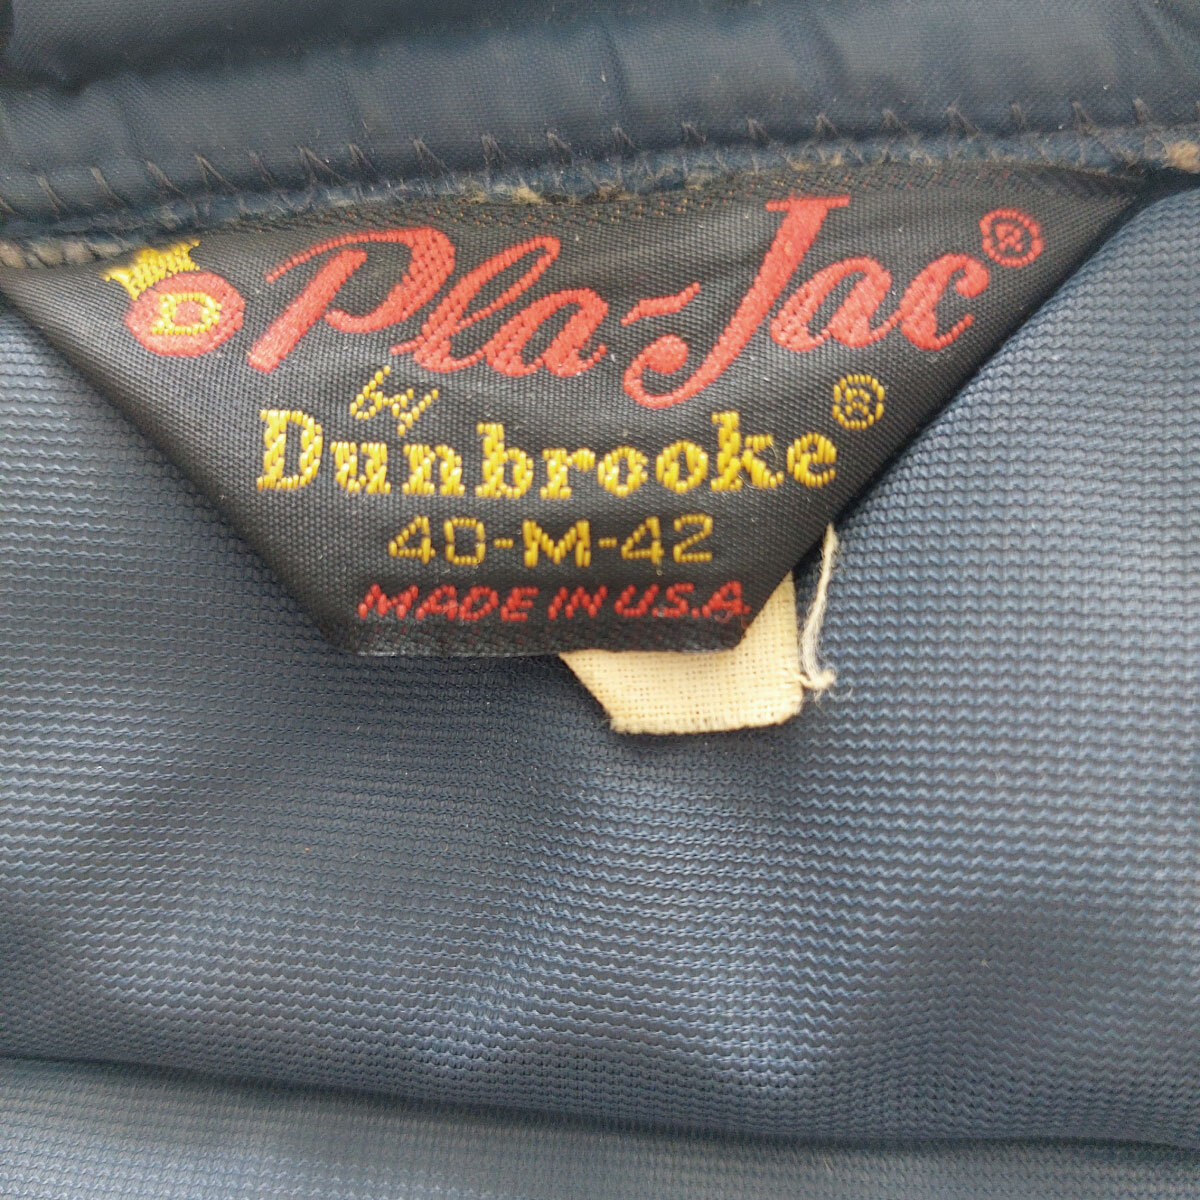 D Pla-Jac®
by
Dunbrooke®
40-M-42
MADE IN U.S.A.